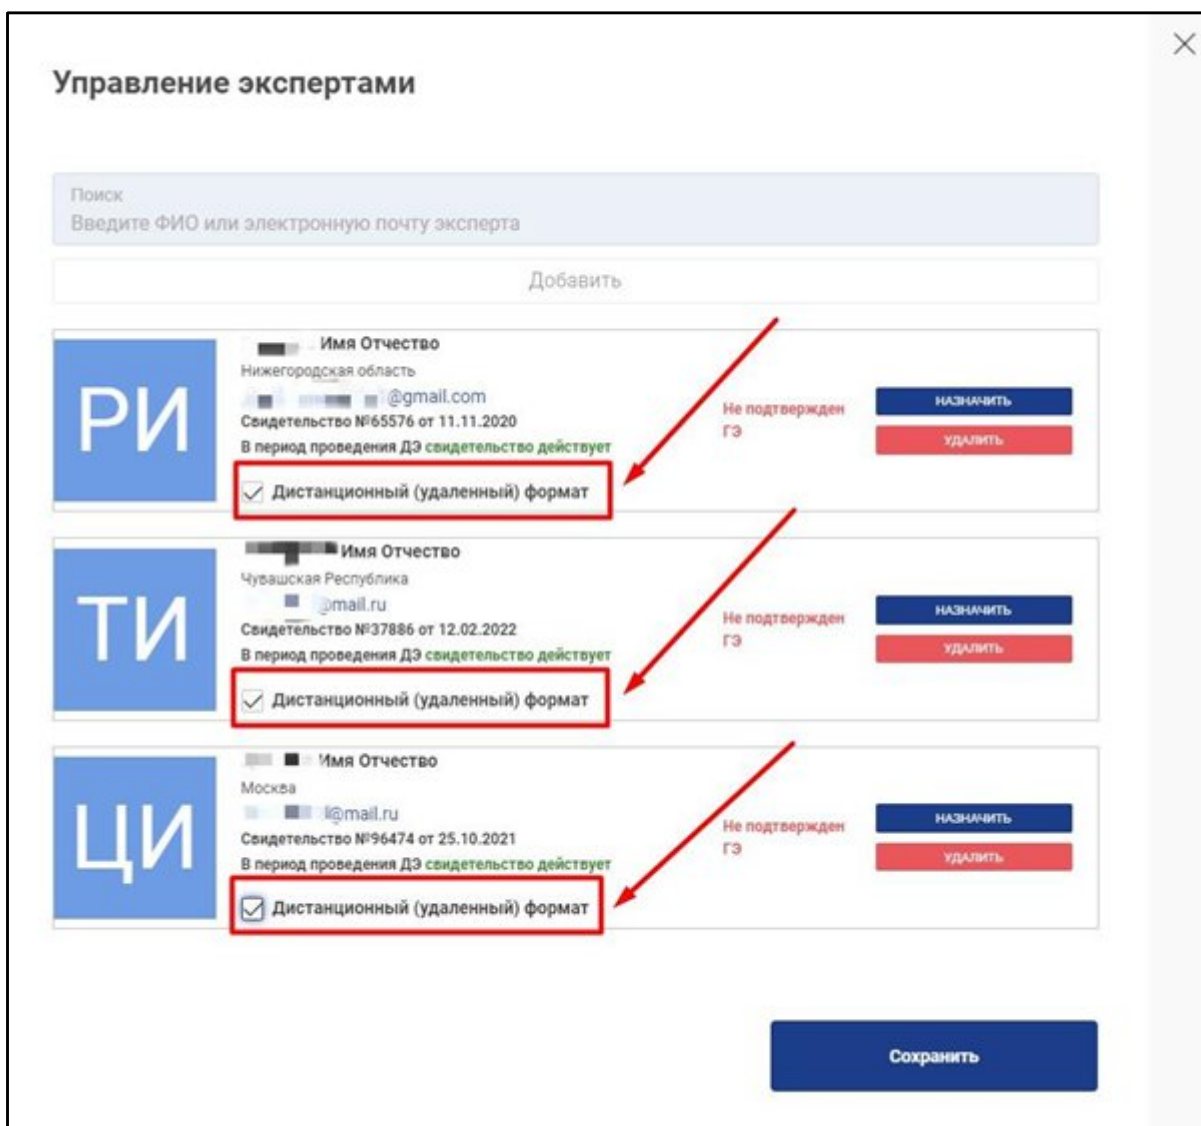 Управление экспертами
Поиск
Введите ФИО или электронную почту эксперта
Добавить
РИ
Имя Отчество
Нижегородская область
@gmail.com
Свидетельство №65576 от 11.11.2020
В период проведения ДЭ свидетельство действует
Дистанционный (удаленный) формат
Не подтвержден
ГЭ
НАЗНАЧИТЬ
УДАЛИТЬ
ТИ
Имя Отчество
Чувашская Республика
@mail.ru
Свидетельство №37886 от 12.02.2022
В период проведения ДЭ свидетельство действует
Дистанционный (удаленный) формат
Не подтвержден
ГЭ
НАЗНАЧИТЬ
УДАЛИТЬ
ЦИ
Имя Отчество
Москва
@mail.ru
Свидетельство №96474 от 25.10.2021
В период проведения ДЭ свидетельство действует
Дистанционный (удаленный) формат
Не подтвержден
ГЭ
НАЗНАЧИТЬ
УДАЛИТЬ
Сохранить